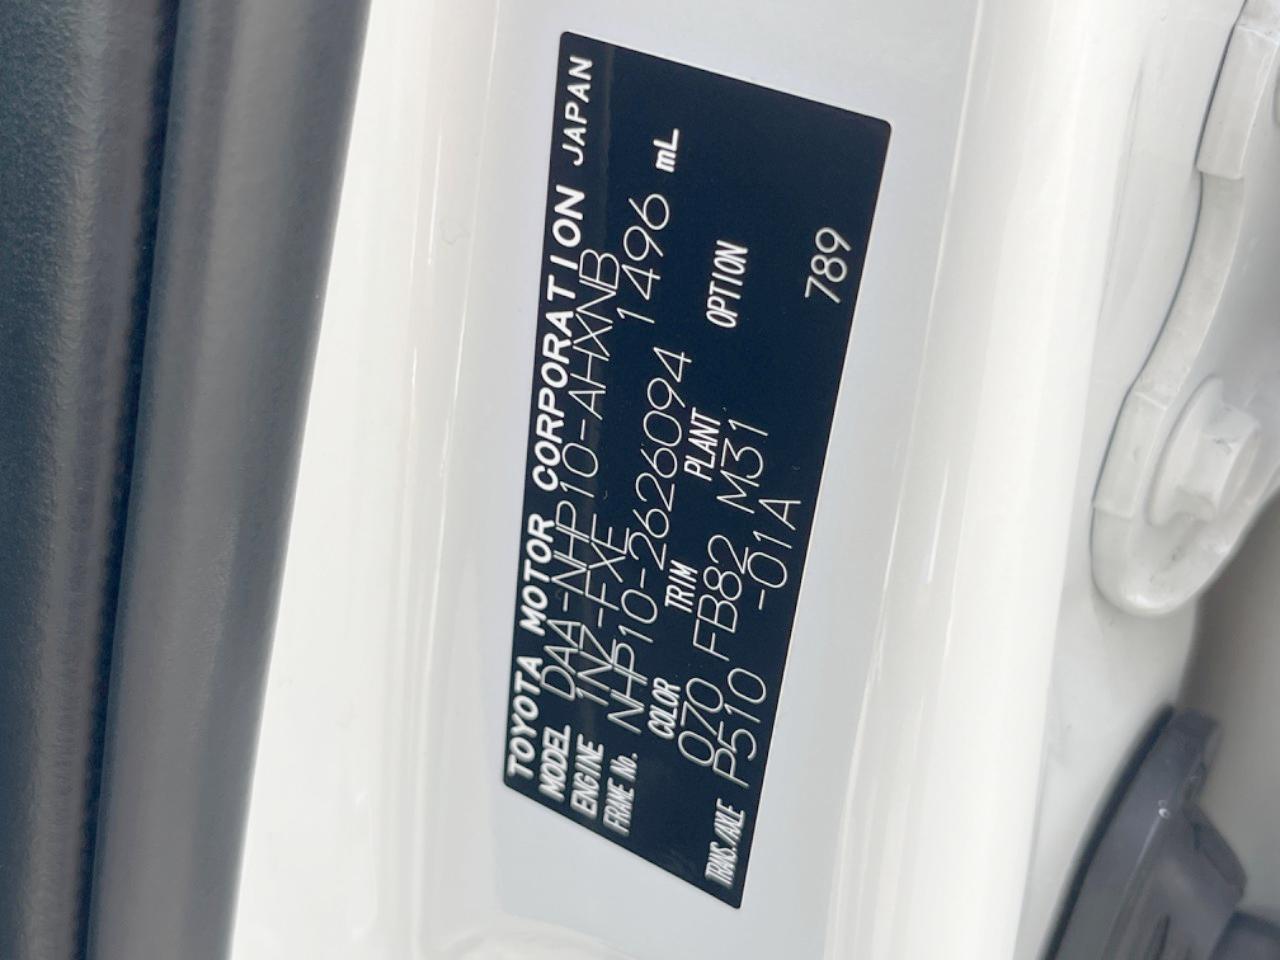 TOYOTA MOTOR CORPORATION JAPAN
MODEL DAA-NHP10-AHXNB
ENGINE 1NZ-FXE 1496 mL
FRAME No. NHP10-2626094
COLOR TRIM PLANT OPTION
070 FB82 M31
TRANS./AXLE P510 -01A 789